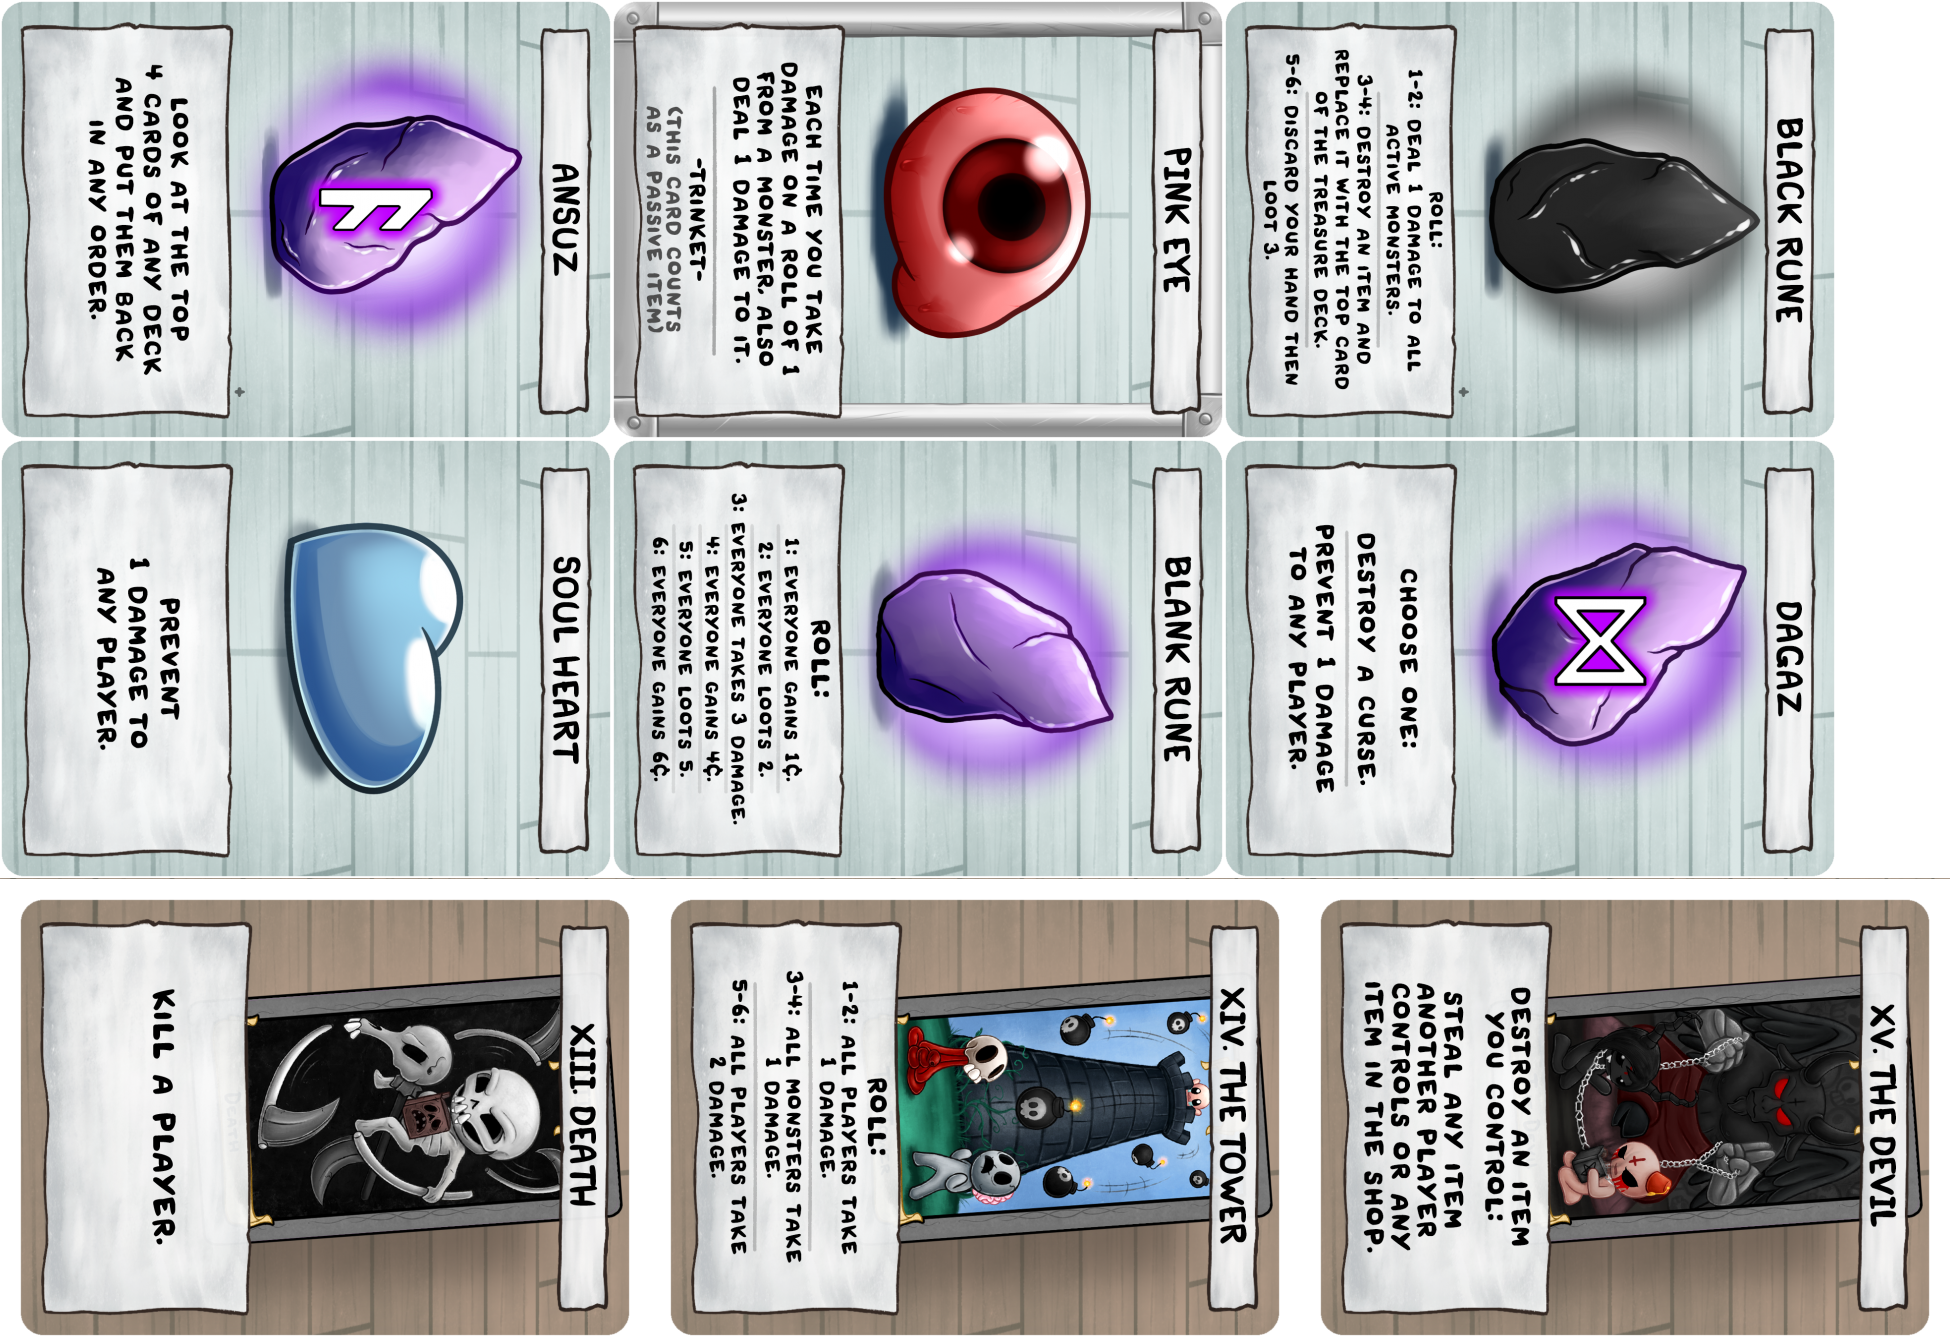 ANSUZ
LOOK AT THE TOP
4 CARDS OF ANY DECK
AND PUT THEM BACK
IN ANY ORDER.
PINK EYE
EACH TIME YOU TAKE
DAMAGE ON A ROLL OF 1
FROM A MONSTER, ALSO
DEAL 1 DAMAGE TO IT.
-TRINKET-
(THIS CARD COUNTS
AS A PASSIVE ITEM)
BLACK RUNE
ROLL:
1-2: DEAL 1 DAMAGE TO ALL
ACTIVE MONSTERS.
3-4: DESTROY AN ITEM AND
REPLACE IT WITH THE TOP CARD
OF THE TREASURE DECK.
5-6: DISCARD YOUR HAND THEN
LOOT 3.
SOUL HEART
PREVENT
1 DAMAGE TO
ANY PLAYER.
BLANK RUNE
ROLL:
1: EVERYONE GAINS 1¢.
2: EVERYONE LOOTS 2.
3: EVERYONE TAKES 3 DAMAGE.
4: EVERYONE GAINS 4¢.
5: EVERYONE LOOTS 5.
6: EVERYONE GAINS 6¢.
DAGAZ
CHOOSE ONE:
DESTROY A CURSE.
PREVENT 1 DAMAGE
TO ANY PLAYER.
XIII. DEATH
KILL A PLAYER.
XIV. THE TOWER
ROLL:
1-2: ALL PLAYERS TAKE
1 DAMAGE.
3-4: ALL MONSTERS TAKE
1 DAMAGE.
5-6: ALL PLAYERS TAKE
2 DAMAGE.
XV. THE DEVIL
DESTROY AN ITEM
YOU CONTROL:
STEAL ANY ITEM
ANOTHER PLAYER
CONTROLS OR ANY
ITEM IN THE SHOP.